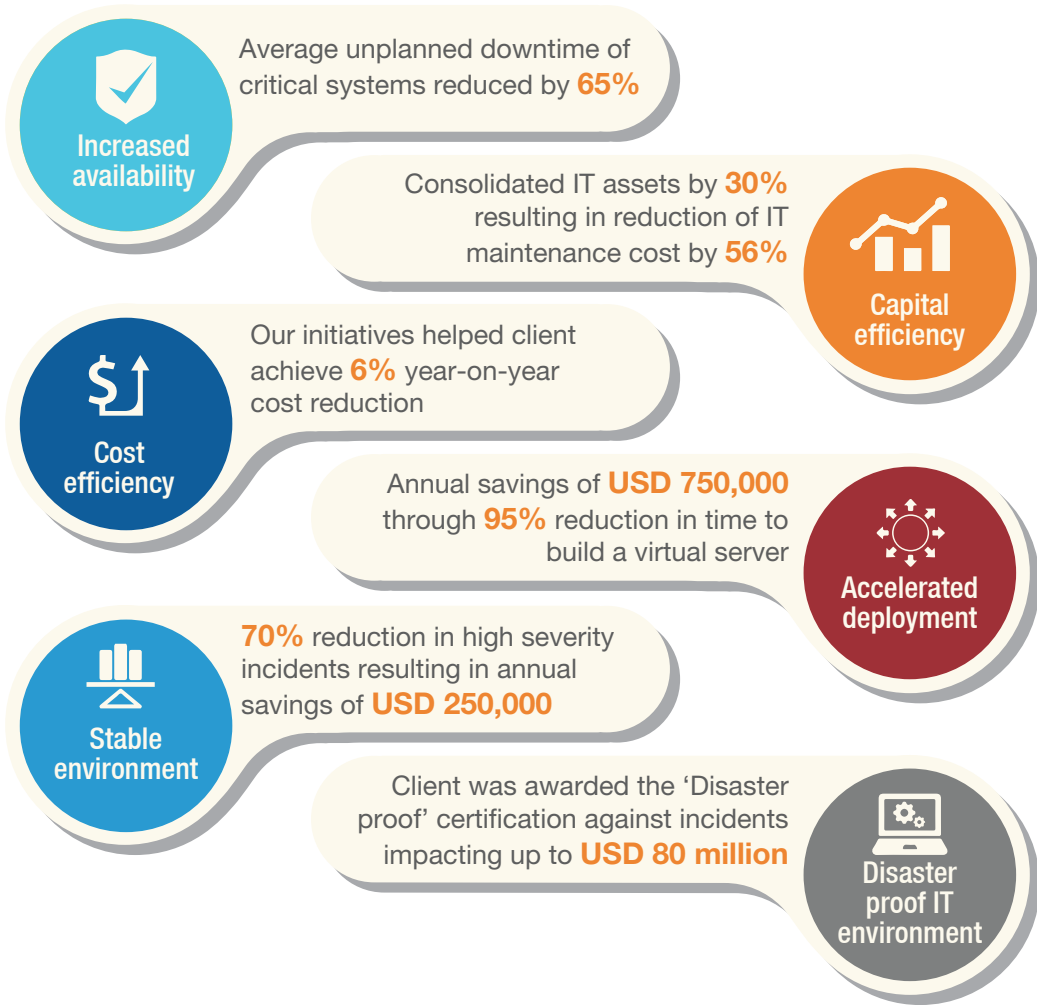 Average unplanned downtime of
critical systems reduced by 65%
Increased
availability
Consolidated IT assets by 30%
resulting in reduction of IT
maintenance cost by 56%
Capital
efficiency
Our initiatives helped client
achieve 6% year-on-year
cost reduction
Cost
efficiency
Annual savings of USD 750,000
through 95% reduction in time to
build a virtual server
Accelerated
deployment
70% reduction in high severity
incidents resulting in annual
savings of USD 250,000
Stable
environment
Client was awarded the ‘Disaster
proof’ certification against incidents
impacting up to USD 80 million
Disaster
proof IT
environment